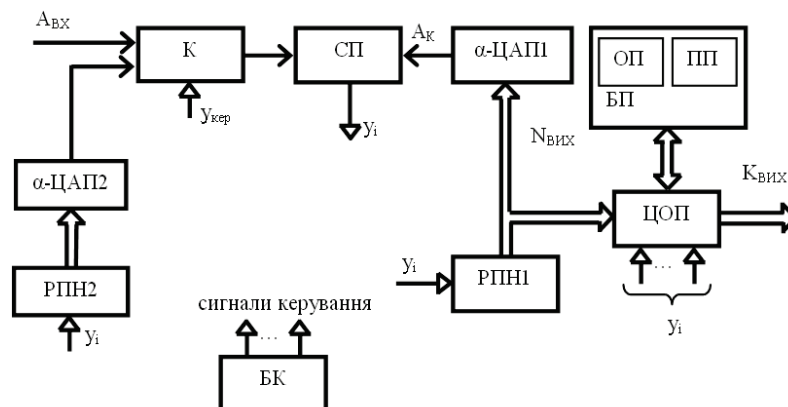 A_ВХ
К
СП
A_К
α-ЦАП1
ОП
ПП
БП
y_кер
y_i
N_ВИХ
K_ВИХ
α-ЦАП2
ЦОП
...
РПН2
y_i
РПН1
y_i
y_i
сигнали керування
...
БК